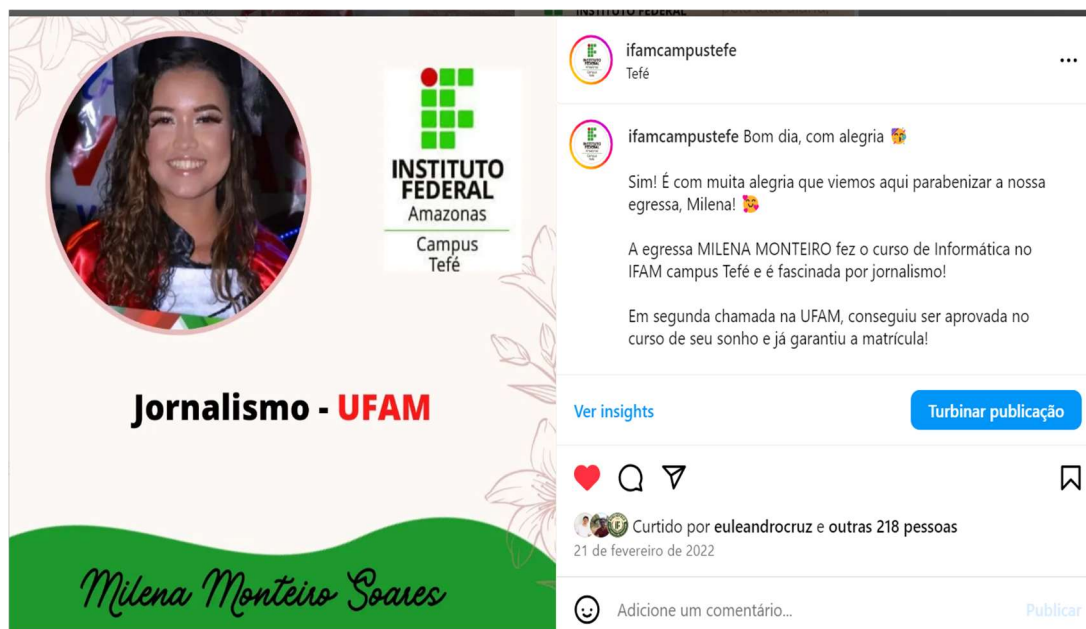 INSTITUTO FEDERAL
INSTITUTO
FEDERAL
Amazonas
Campus
Tefé
Jornalismo - UFAM
Milena Monteiro Soares
ifamcampustefe
Tefé
ifamcampustefe Bom dia, com alegria 🥳
Sim! É com muita alegria que viemos aqui parabenizar a nossa
egressa, Milena! 🥰
A egressa MILENA MONTEIRO fez o curso de Informática no
IFAM campus Tefé e é fascinada por jornalismo!
Em segunda chamada na UFAM, conseguiu ser aprovada no
curso de seu sonho e já garantiu a matrícula!
Ver insights
Turbinar publicação
Curtido por euleandrocruz e outras 218 pessoas
21 de fevereiro de 2022
Adicione um comentário...
Publicar